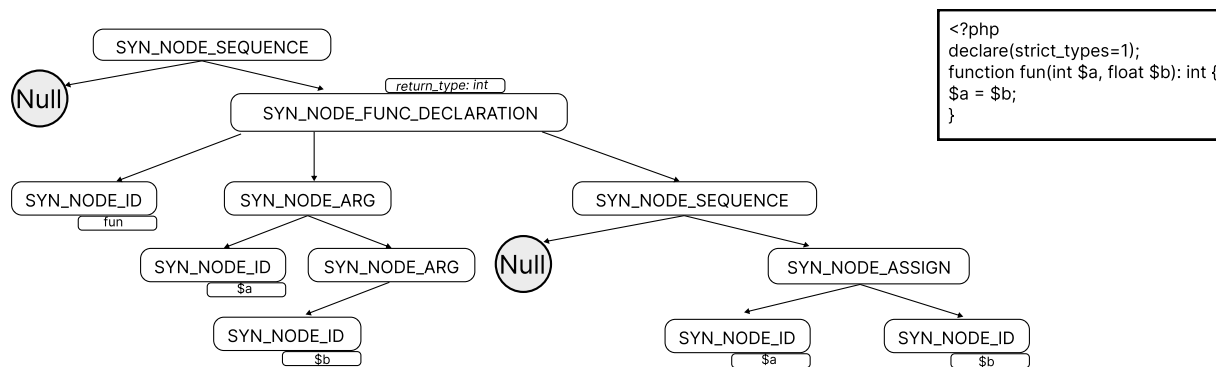 SYN_NODE_SEQUENCE
Null
return_type: int
SYN_NODE_FUNC_DECLARATION
SYN_NODE_ID
fun
SYN_NODE_ARG
SYN_NODE_SEQUENCE
SYN_NODE_ID
$a
SYN_NODE_ARG
Null
SYN_NODE_ASSIGN
SYN_NODE_ID
$b
SYN_NODE_ID
$a
SYN_NODE_ID
$b
<?php
declare(strict_types=1);
function fun(int $a, float $b): int {
$a = $b;
}